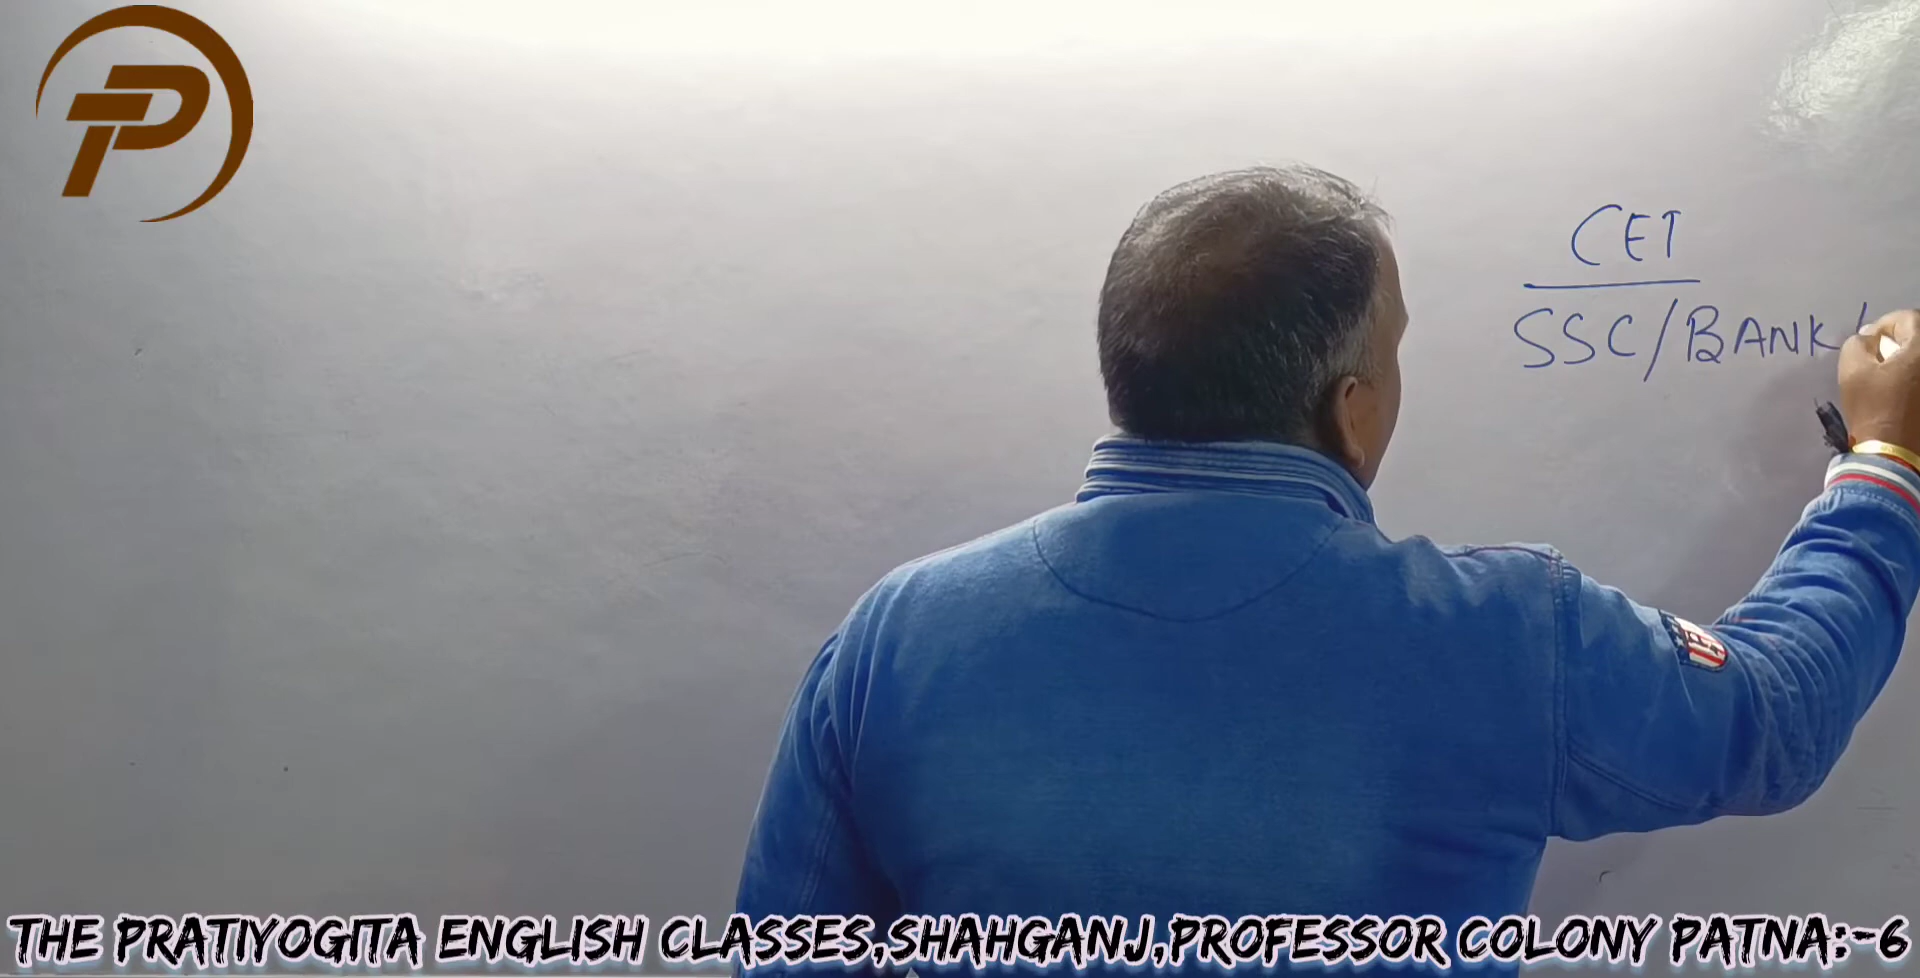 CET
SSC/BANK/
THE PRATIYOGITA ENGLISH CLASSES,SHAHGANJ,PROFESSOR COLONY PATNA:-6